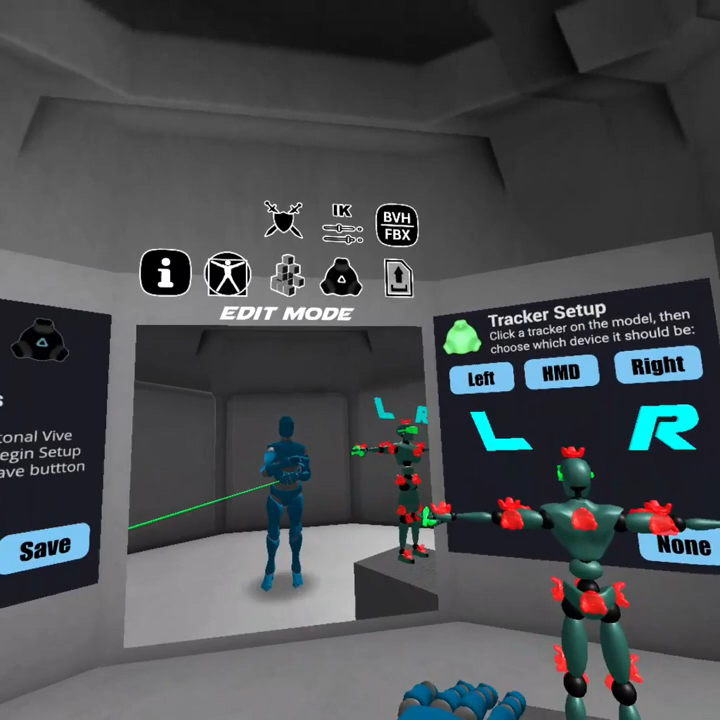 IK
BVH
FBX
i
EDIT MODE
s
tonal Vive
egin Setup
ave buttton
Save
Tracker Setup
Click a tracker on the model, then
choose which device it should be:
Left HMD Right
L R
L R
None